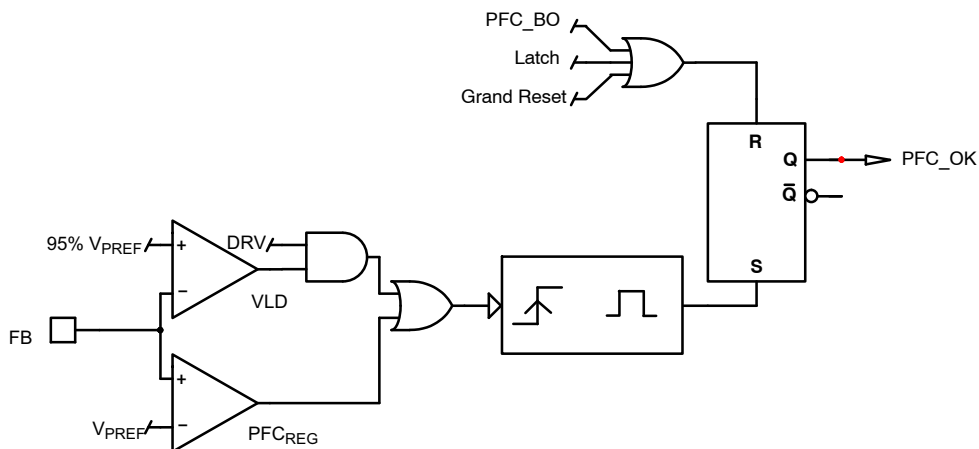 PFC_BO
Latch
Grand Reset
R
Q
PFC_OK
Q̅
S
95% VPREF
+
−
DRV
VLD
FB
+
VPREF
−
PFCREG